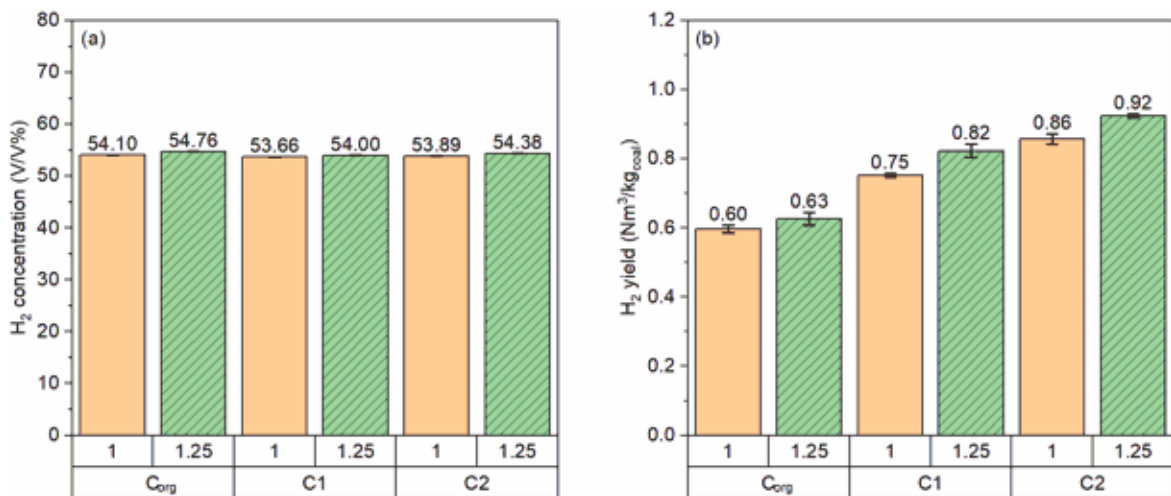 (a)
H₂ concentration (V/V%)
80
70
60
50
40
30
20
10
0
54.10 54.76 53.66 54.00 53.89 54.38
1 1.25 1 1.25 1 1.25
C_org C1 C2
(b)
H₂ yield (Nm³/kg_coal)
1.2
1.0
0.8
0.6
0.4
0.2
0.0
0.60 0.63 0.75 0.82 0.86 0.92
1 1.25 1 1.25 1 1.25
C_org C1 C2